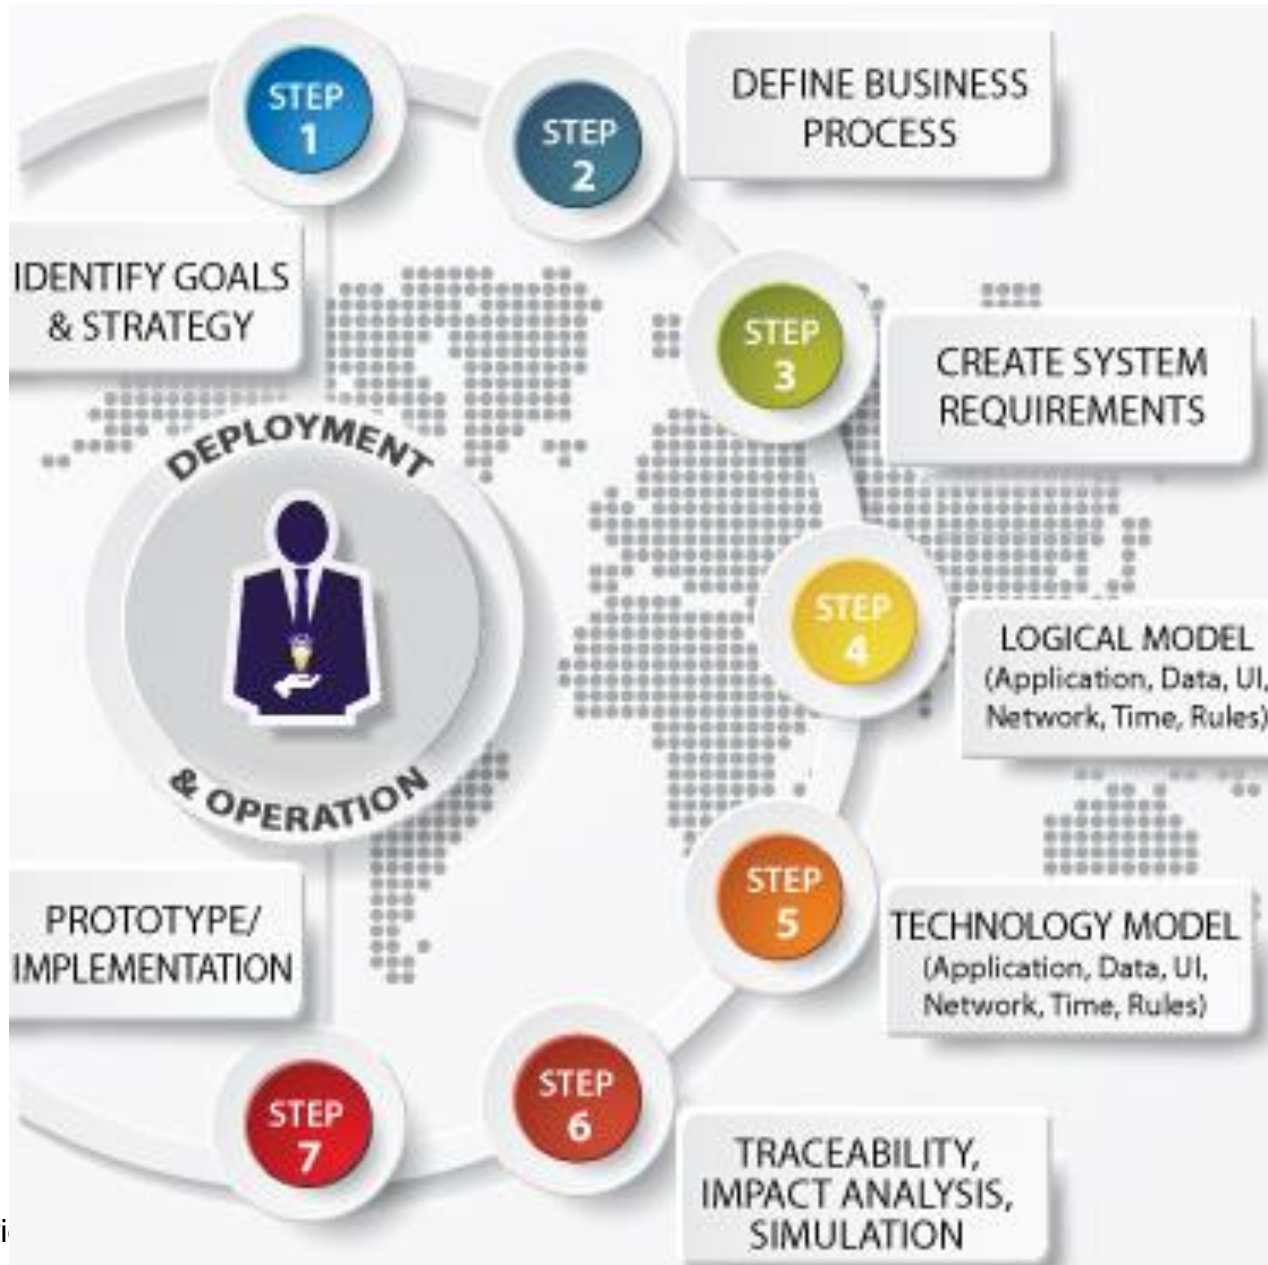 STEP
1
IDENTIFY GOALS
& STRATEGY
STEP
2
DEFINE BUSINESS
PROCESS
STEP
3
CREATE SYSTEM
REQUIREMENTS
STEP
4
LOGICAL MODEL
(Application, Data, UI,
Network, Time, Rules)
STEP
5
TECHNOLOGY MODEL
(Application, Data, UI,
Network, Time, Rules)
STEP
6
TRACEABILITY,
IMPACT ANALYSIS,
SIMULATION
STEP
7
PROTOTYPE/
IMPLEMENTATION
DEPLOYMENT
& OPERATION